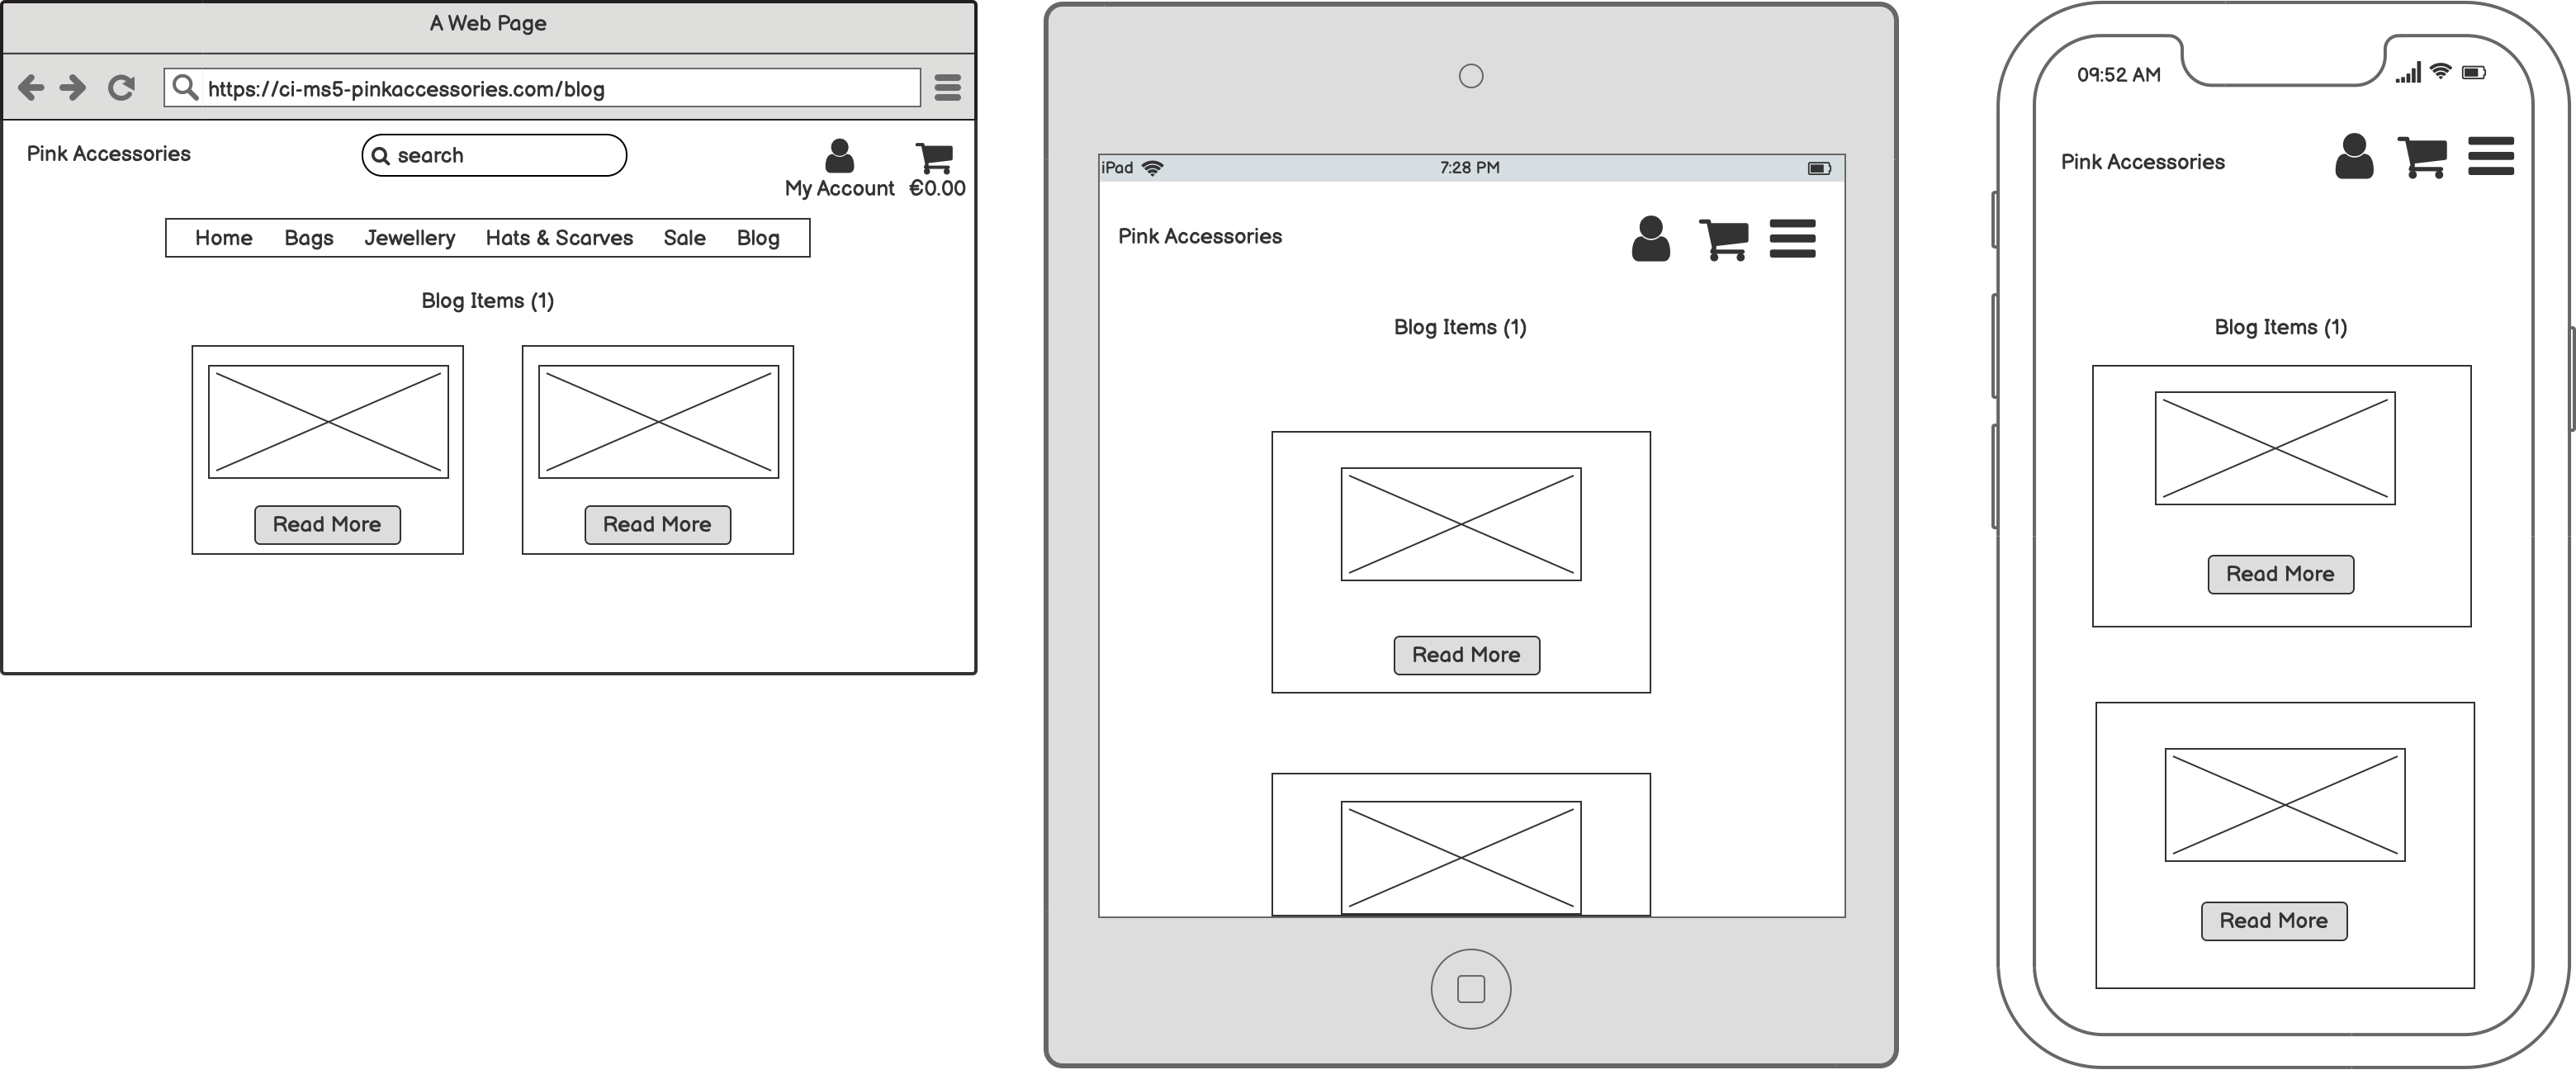 A Web Page
https://ci-ms5-pinkaccessories.com/blog
Pink Accessories
search
My Account €0.00
Home Bags Jewellery Hats & Scarves Sale Blog
Blog Items (1)
Read More Read More
iPad 7:28 PM
Pink Accessories
Blog Items (1)
Read More
09:52 AM
Pink Accessories
Blog Items (1)
Read More
Read More